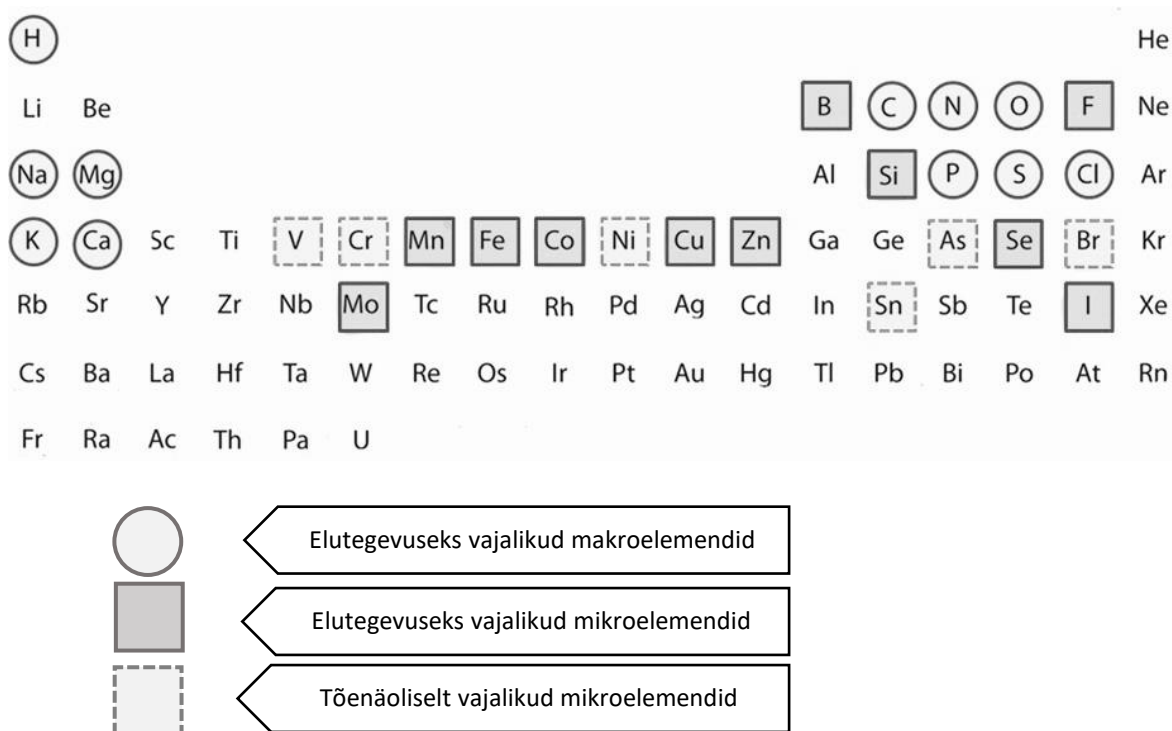 H He
Li Be B C N O F Ne
Na Mg Al Si P S Cl Ar
K Ca Sc Ti V Cr Mn Fe Co Ni Cu Zn Ga Ge As Se Br Kr
Rb Sr Y Zr Nb Mo Tc Ru Rh Pd Ag Cd In Sn Sb Te I Xe
Cs Ba La Hf Ta W Re Os Ir Pt Au Hg Tl Pb Bi Po At Rn
Fr Ra Ac Th Pa U
Elutegevuseks vajalikud makroelemendid
Elutegevuseks vajalikud mikroelemendid
Tõenäoliselt vajalikud mikroelemendid